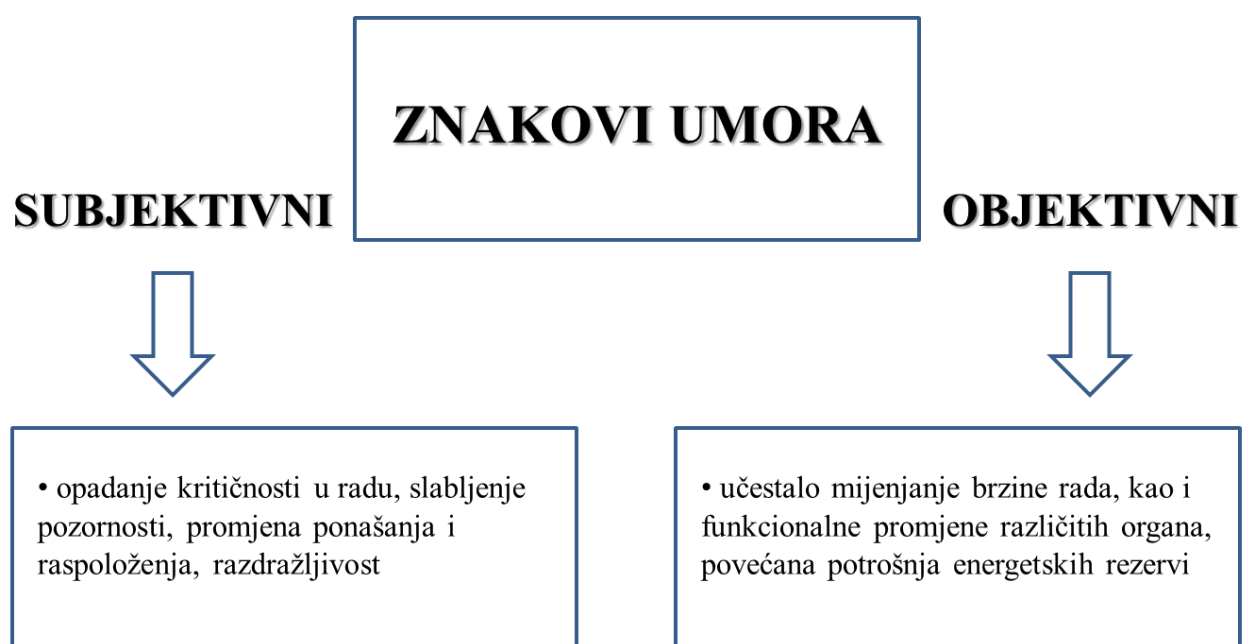 ZNAKOVI UMORA
SUBJEKTIVNI
OBJEKTIVNI
• opadanje kritičnosti u radu, slabljenje
pozornosti, promjena ponašanja i
raspoloženja, razdražljivost
• učestalo mijenjanje brzine rada, kao i
funkcionalne promjene različitih organa,
povećana potrošnja energetskih rezervi